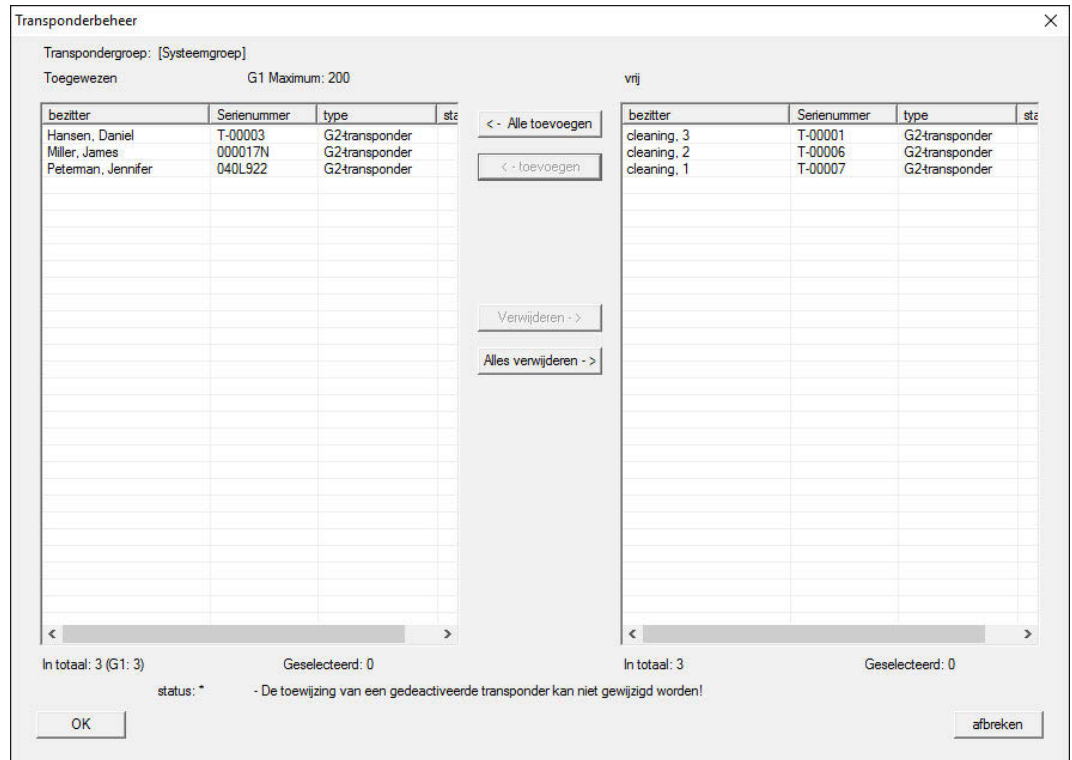 Transponderbeheer
Transpondergroep: [Systeemgroep]
Toegewezen G1 Maximum: 200 vrij
bezitter Serienummer type sta
Hansen, Daniel T-00003 G2-transponder
Miller, James 000017N G2-transponder
Peterman, Jennifer 040L922 G2-transponder
< - Alle toevoegen
< - toevoegen
Verwijderen - >
Alles verwijderen - >
bezitter Serienummer type sta
cleaning, 3 T-00001 G2-transponder
cleaning, 2 T-00006 G2-transponder
cleaning, 1 T-00007 G2-transponder
In totaal: 3 (G1: 3) Geselecteerd: 0 In totaal: 3 Geselecteerd: 0
status: * - De toewijzing van een gedeactiveerde transponder kan niet gewijzigd worden!
OK afbreken